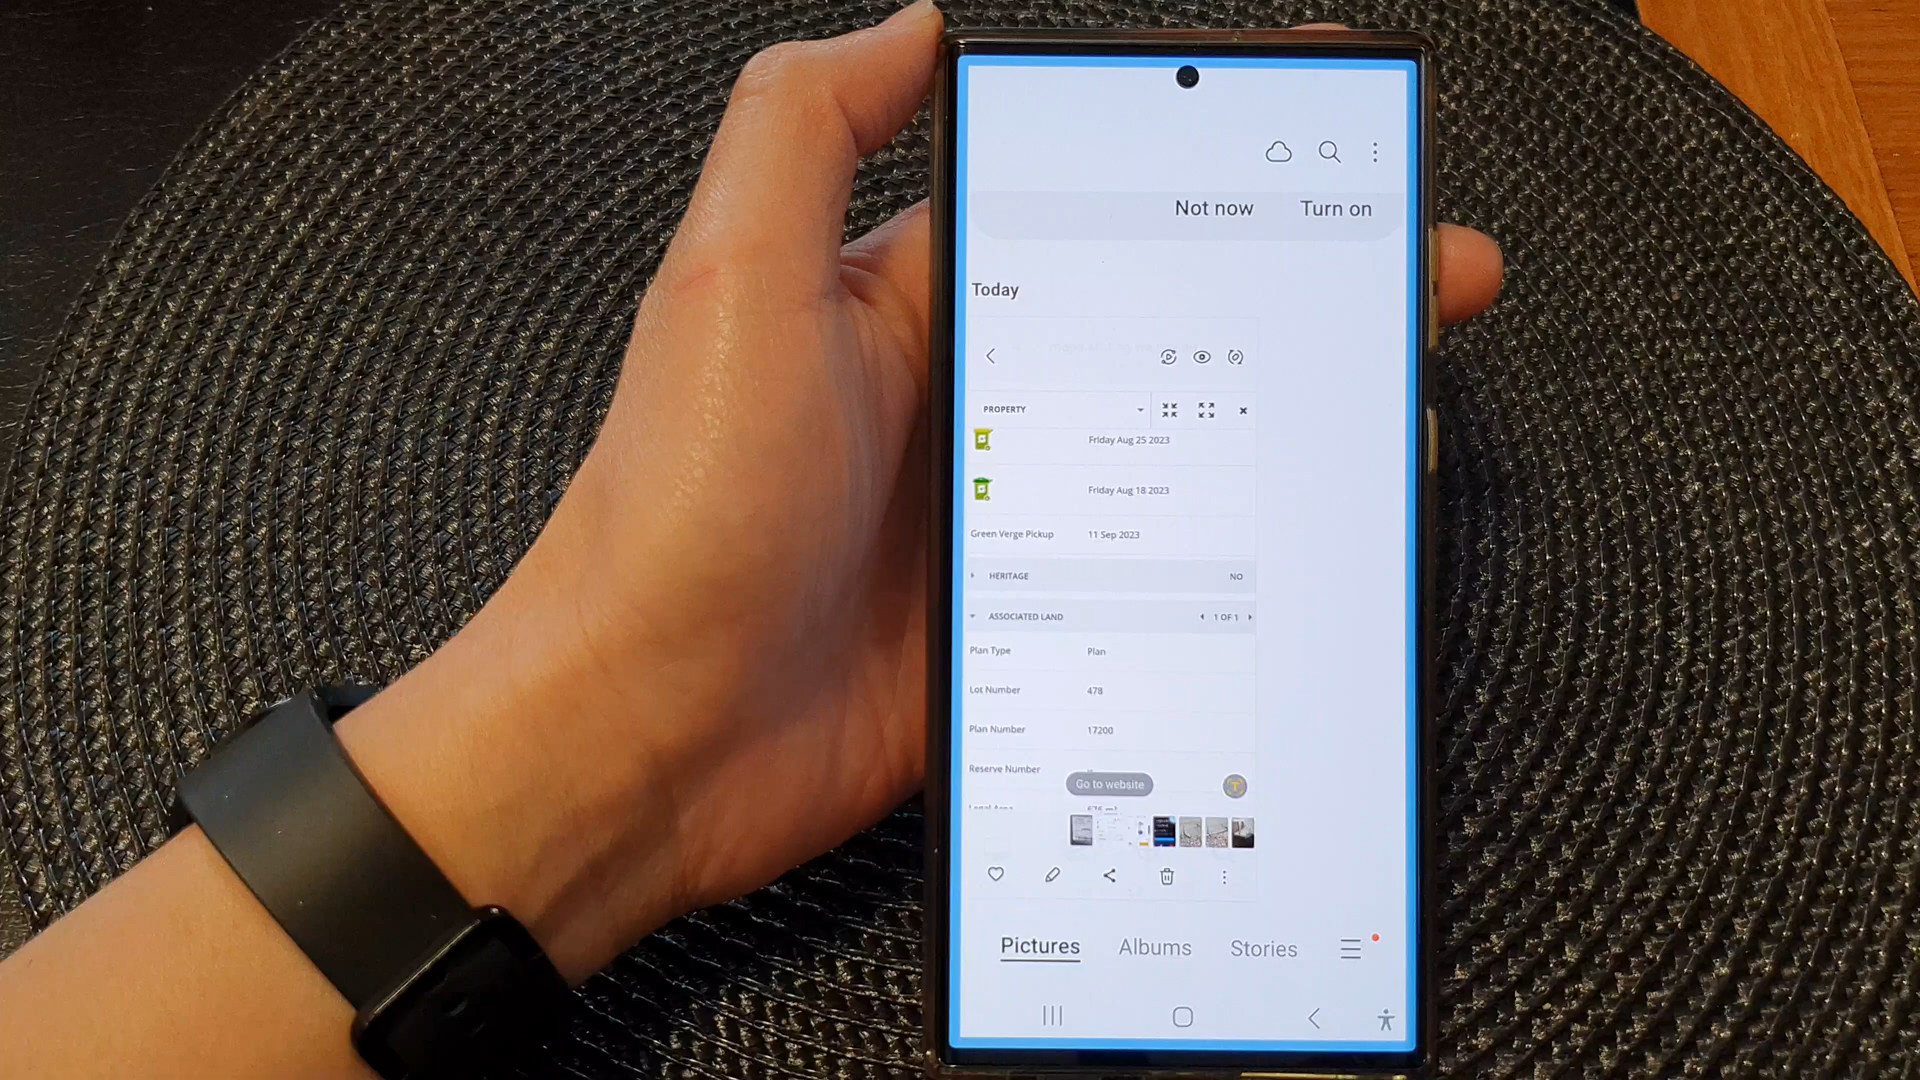 Not now Turn on
Today
PROPERTY
Friday Aug 25 2023
Friday Aug 18 2023
Green Verge Pickup 11 Sep 2023
HERITAGE NO
ASSOCIATED LAND 1 OF 1
Plan Type Plan
Lot Number 478
Plan Number 17200
Reserve Number --
Go to website
Pictures Albums Stories